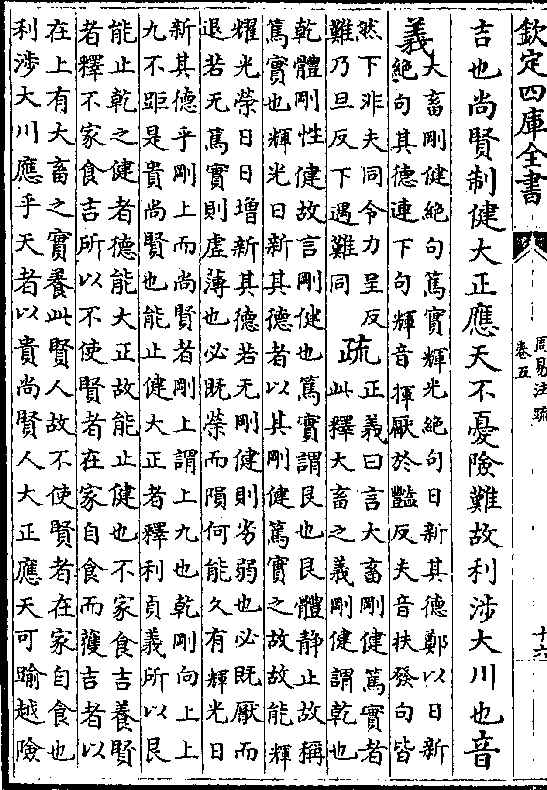 欽定四庫全書
周易注疏
卷五
十六
吉也尚賢制健大正應天不憂險難故利涉大川也音
義
大畜剛健絶句篤實輝光絶句日新其德鄭以日新
絶句其德連下句輝音揮厭於豔反夫音扶發句皆
然下非夫同令力呈反
難乃旦反下遇難同
疏
正義曰言大畜剛健篤實者
此釋大畜之義剛健謂乾也
乾體剛性健故言剛健也篤實謂艮也艮體靜止故稱
篤實也輝光日新其德者以其剛健篤實之故故能輝
耀光榮日日增新其德若无剛健則劣弱也必既厭而
退若无篤實則虛薄也必既榮而隕何能久有輝光日
新其德乎剛上而尚賢者剛上謂上九也乾剛向上上
九不距是貴尚賢也能止健大正者釋利貞義所以艮
能止乾之健者德能大正故能止健也不家食吉養賢
者釋不家食吉所以不使賢者在家自食而獲吉者以
在上有大畜之實養此賢人故不使賢者在家自食也
利涉大川應乎天者以貴尚賢人大正應天可踰越險